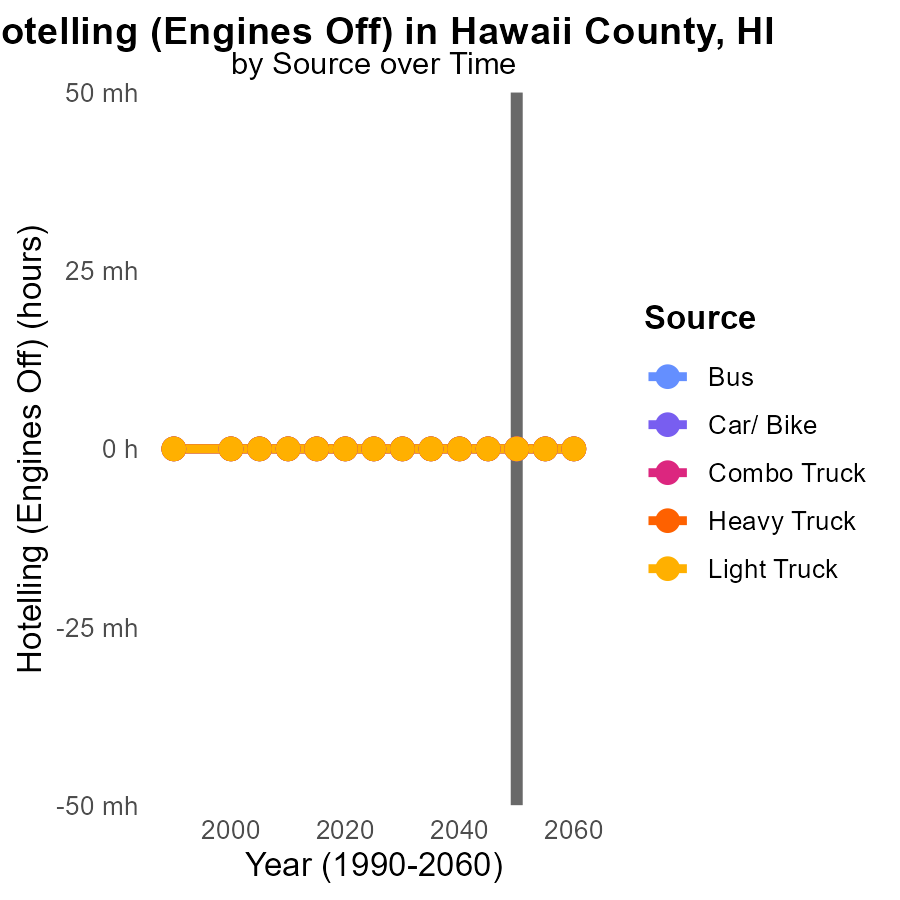 otelling (Engines Off) in Hawaii County, HI
by Source over Time
50 mh
25 mh
0 h
-25 mh
-50 mh
Hotelling (Engines Off) (hours)
2000 2020 2040 2060
Year (1990-2060)
Source
Bus
Car/ Bike
Combo Truck
Heavy Truck
Light Truck